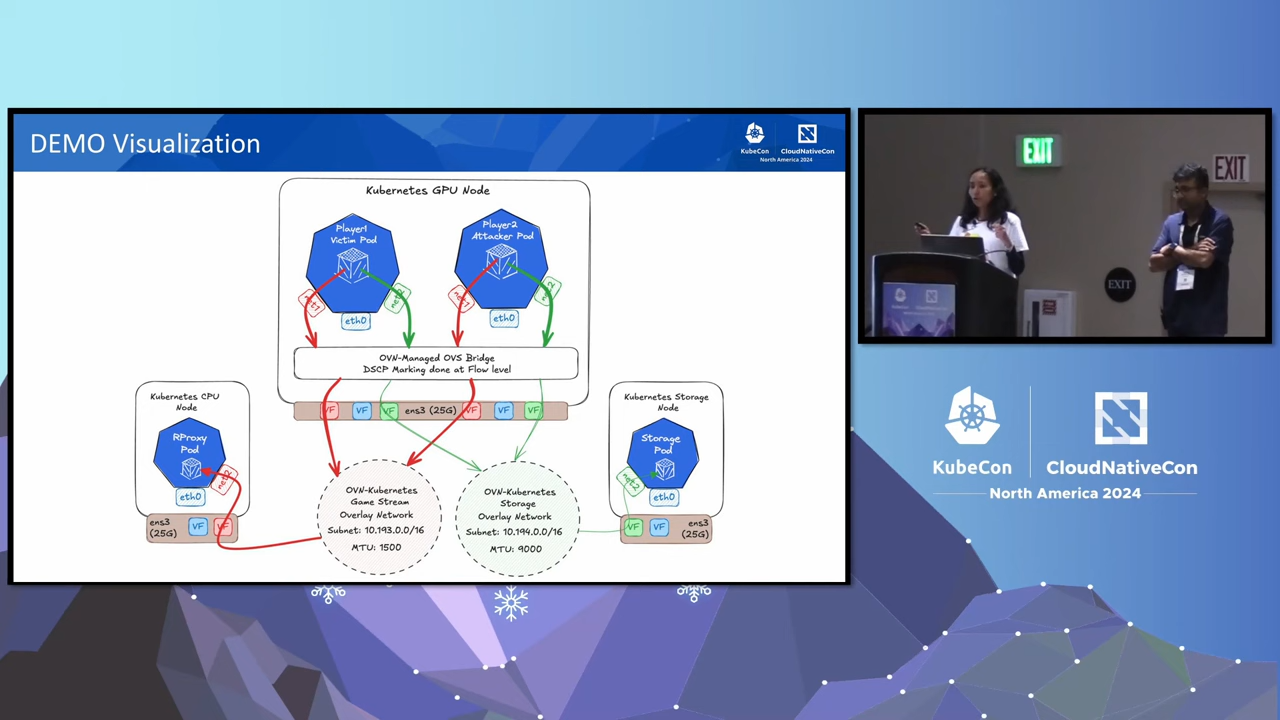 DEMO Visualization
KubeCon
CloudNativeCon
North America 2024
Kubernetes GPU Node
Player1
Victim Pod
Player2
Attacker Pod
net1
net2
eth0
net2
eth0
OVN-Managed OVS Bridge
DSCP Marking done at Flow level
VF
VF
VF
ens3 (25G)
VF
VF
VF
Kubernetes CPU
Node
RProxy
Pod
net2
eth0
ens3
(25G)
VF
VF
OVN-Kubernetes
Game Stream
Overlay Network
Subnet: 10.193.0.0/16
MTU: 1500
OVN-Kubernetes
Storage
Overlay Network
Subnet: 10.194.0.0/16
MTU: 9000
Kubernetes Storage
Node
Storage
Pod
net2
eth0
VF
VF
ens3
(25G)
EXIT
EXIT
EXIT
KubeCon
CloudNativeCon
North America 2024